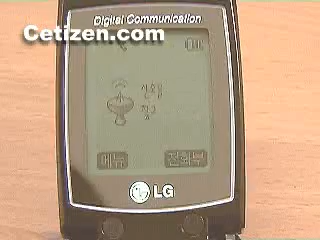 Digital Communication
Cetizen.com
메뉴
전화부
LG